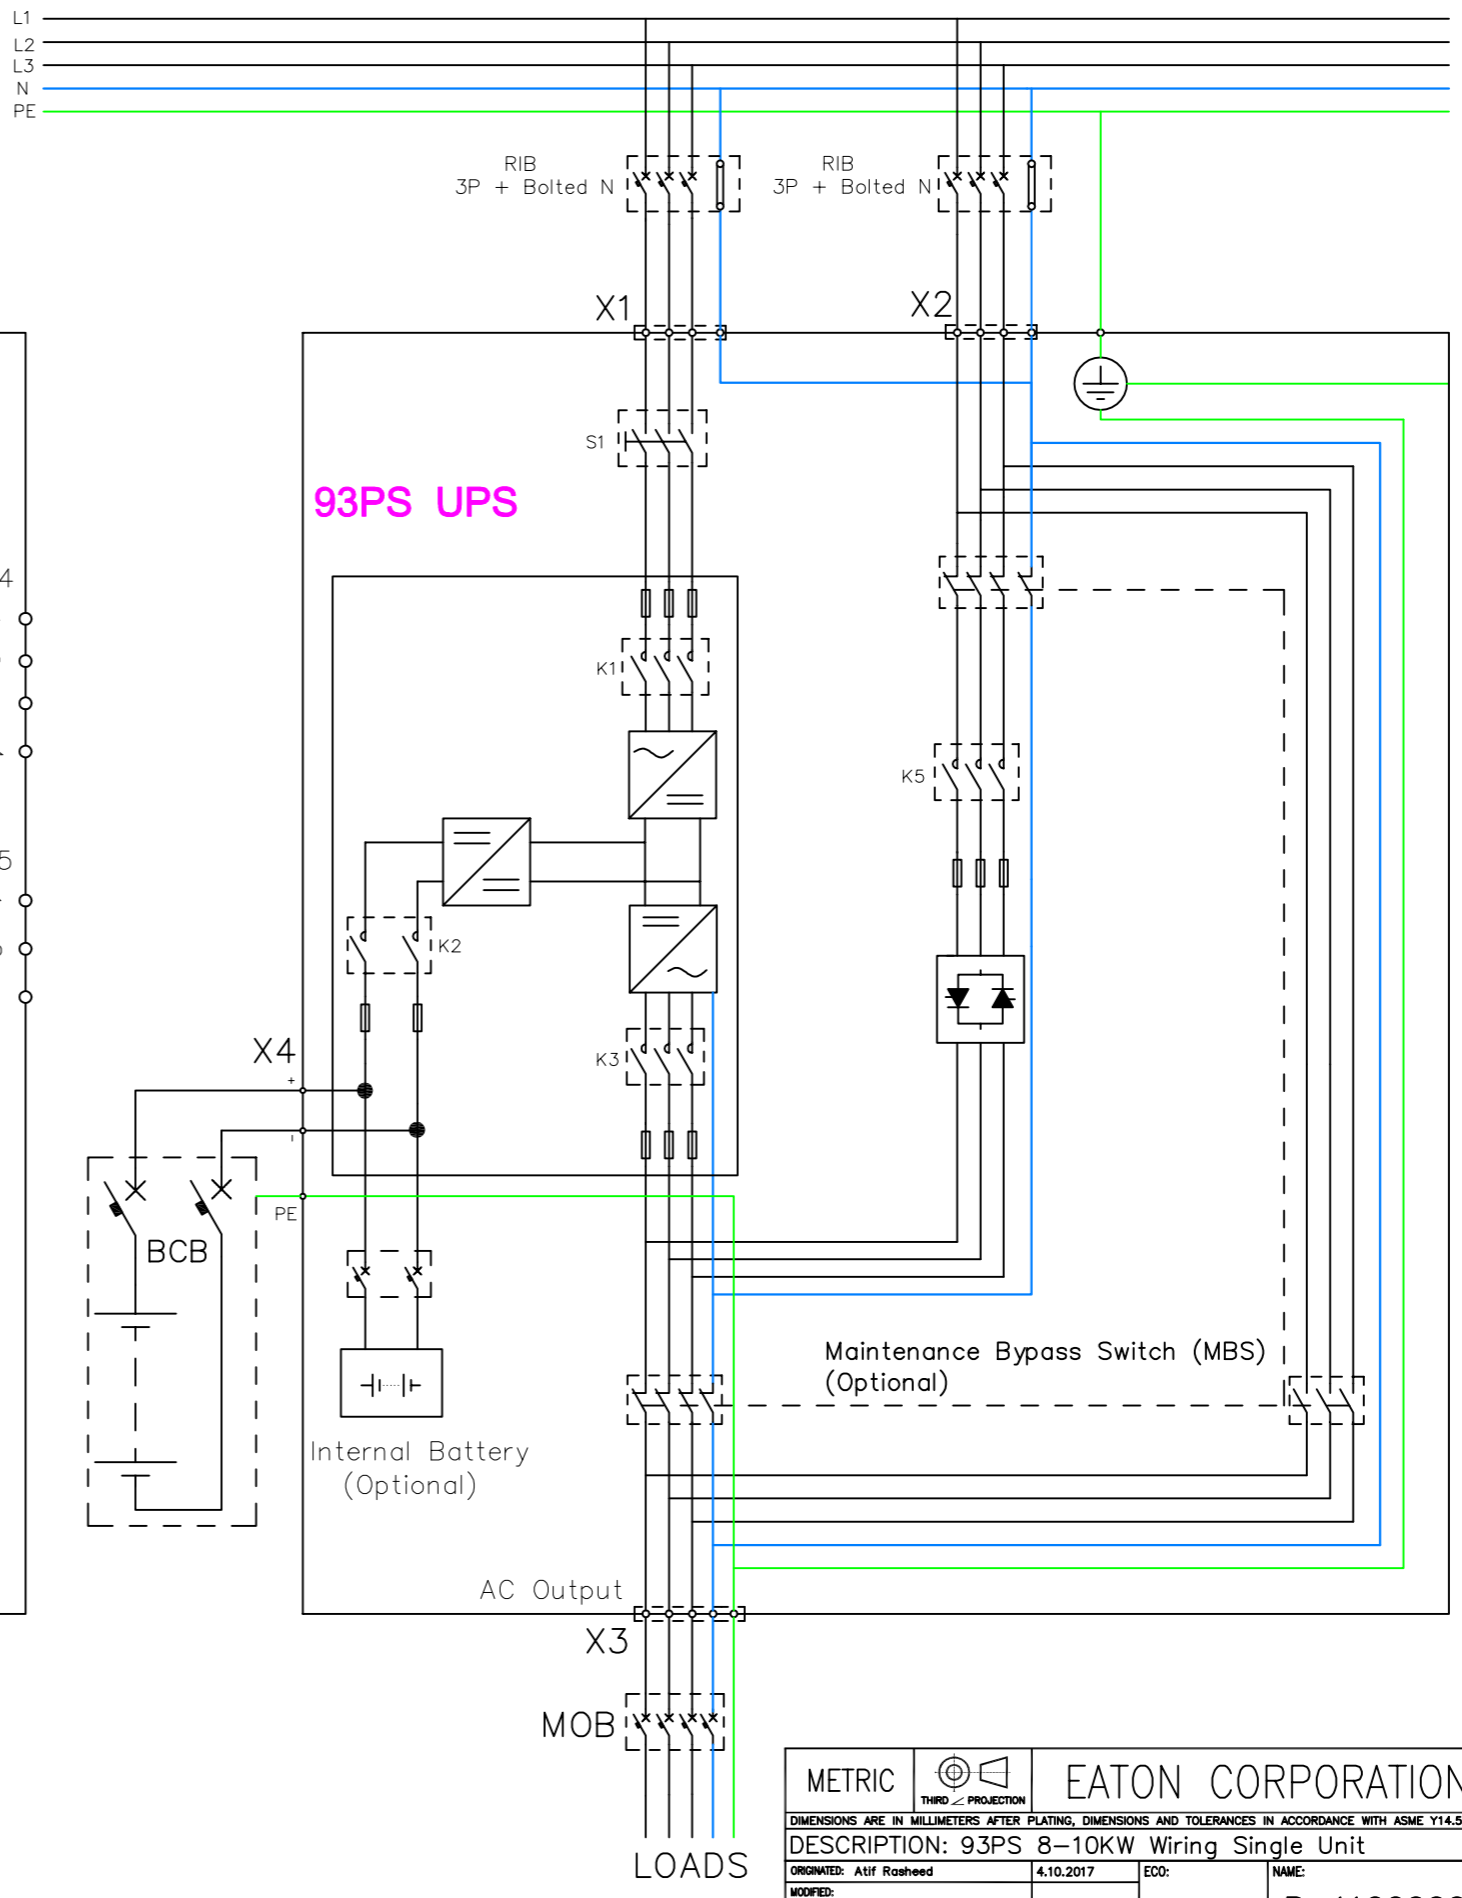 L1
L2
L3
N
PE
RIB
3P + Bolted N
RIB
3P + Bolted N
X1
X2
S1
93PS UPS
4
K1
K5
5
K2
K3
X4
+
-
PE
BCB
Maintenance Bypass Switch (MBS)
(Optional)
Internal Battery
(Optional)
AC Output
X3
MOB
LOADS
METRIC
THIRD PROJECTION
EATON CORPORATION
DIMENSIONS ARE IN MILLIMETERS AFTER PLATING, DIMENSIONS AND TOLERANCES IN ACCORDANCE WITH ASME Y14.5
DESCRIPTION: 93PS 8-10KW Wiring Single Unit
ORIGINATED: Atif Rasheed
4.10.2017
ECO:
NAME:
MODIFIED: